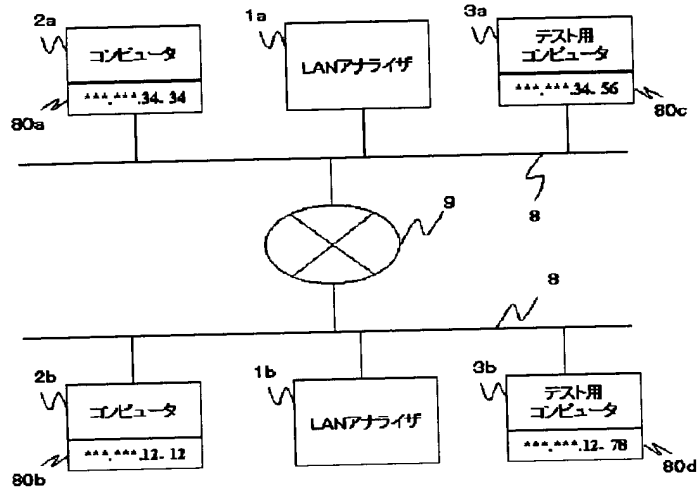 2a
1a
3a
コンピュータ
LANアナライザ
テスト用
コンピュータ
***.***.34.34
***.***.34.56
80a
80c
8
9
8
2b
1b
3b
コンピュータ
LANアナライザ
テスト用
コンピュータ
***.***.12.12
***.***.12.78
80b
80d